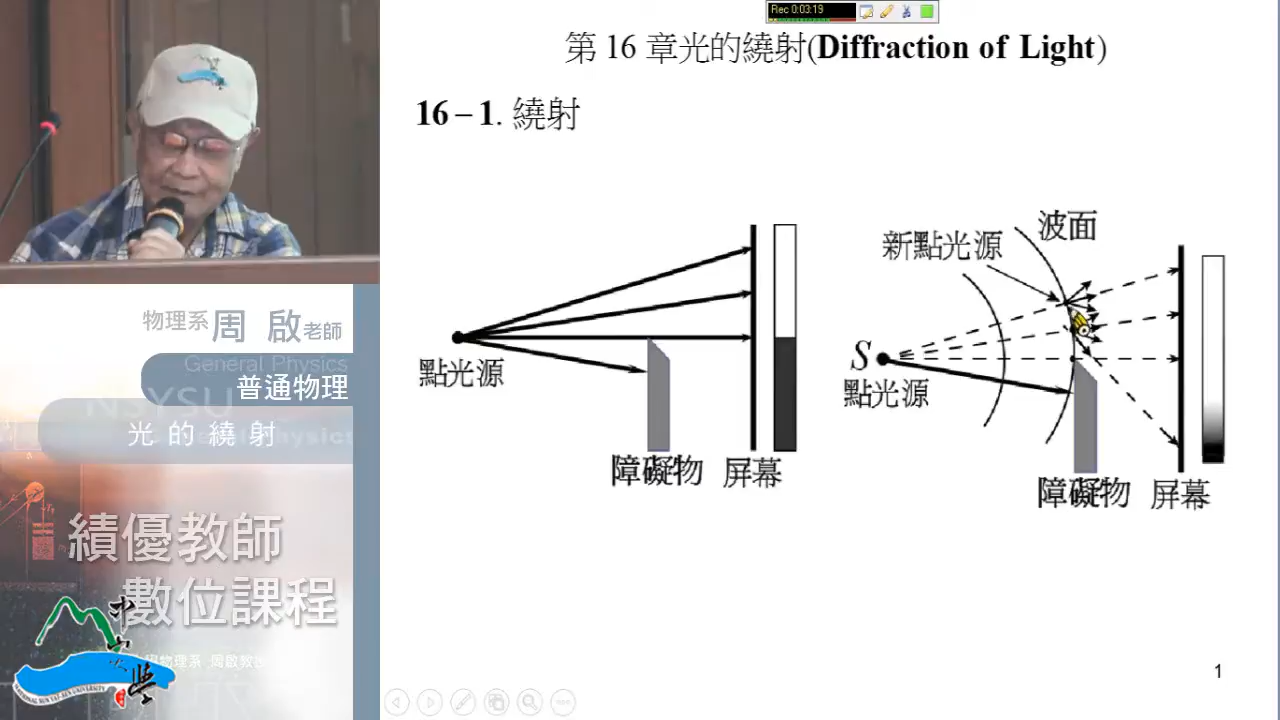 Rec 0:03:19
第 16 章光的繞射(Diffraction of Light)
16 – 1. 繞射
點光源
障礙物
屏幕
新點光源
波面
S
點光源
障礙物
屏幕
1
物理系 周 啟 老師
General Physics
普通物理
NSYSU
光 的 繞 射
績優教師
數位課程
中山大學